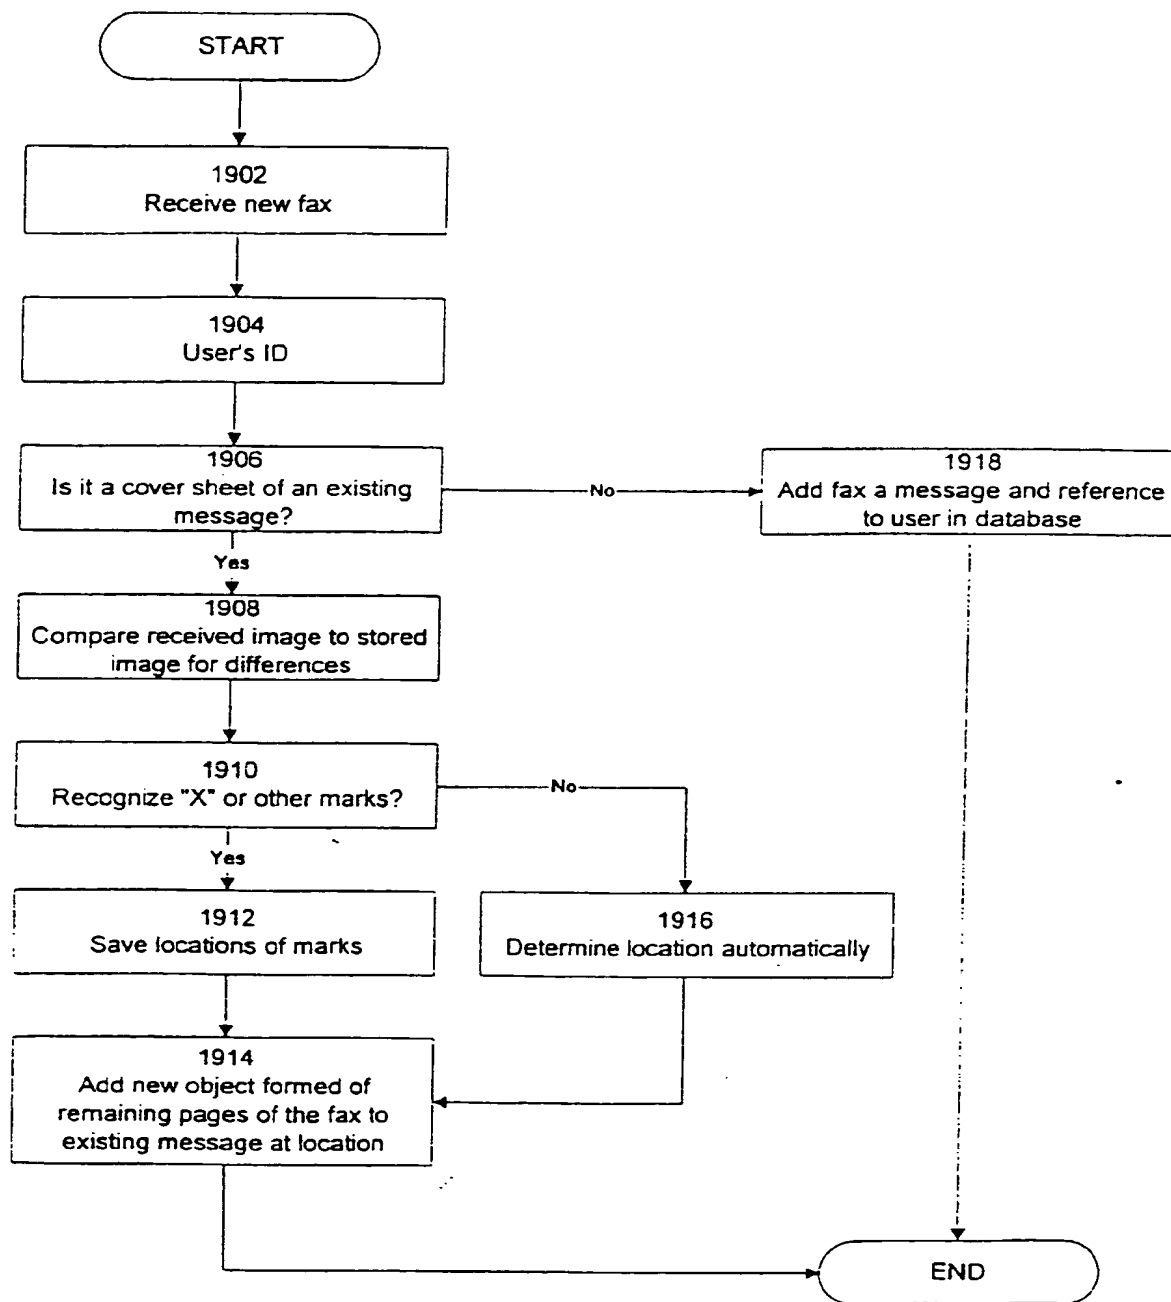 START
1902
Receive new fax
1904
User's ID
1906
Is it a cover sheet of an existing
message?
No
1918
Add fax a message and reference
to user in database
Yes
1908
Compare received image to stored
image for differences
1910
Recognize "X" or other marks?
No
Yes
1912
Save locations of marks
1916
Determine location automatically
1914
Add new object formed of
remaining pages of the fax to
existing message at location
END